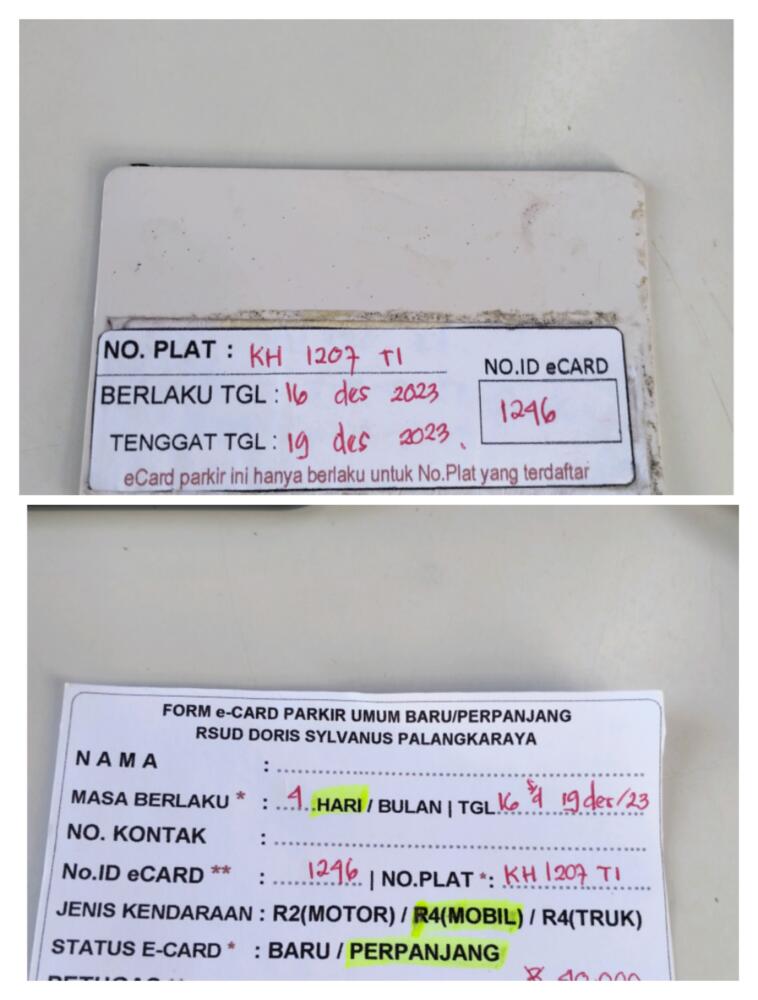 NO. PLAT : KH 1207 TI
BERLAKU TGL : 16 des 2023
TENGGAT TGL : 19 des 2023.
NO.ID eCARD
1296
eCard parkir ini hanya berlaku untuk No.Plat yang terdaftar
FORM e-CARD PARKIR UMUM BARU/PERPANJANG
RSUD DORIS SYLVANUS PALANGKARAYA
N A M A :
MASA BERLAKU * : 4 HARI / BULAN | TGL 16 s/d 19 des/23
NO. KONTAK :
No.ID eCARD ** : 1296 | NO.PLAT *: KH 1207 TI
JENIS KENDARAAN : R2(MOTOR) / R4(MOBIL) / R4(TRUK)
STATUS E-CARD * : BARU / PERPANJANG